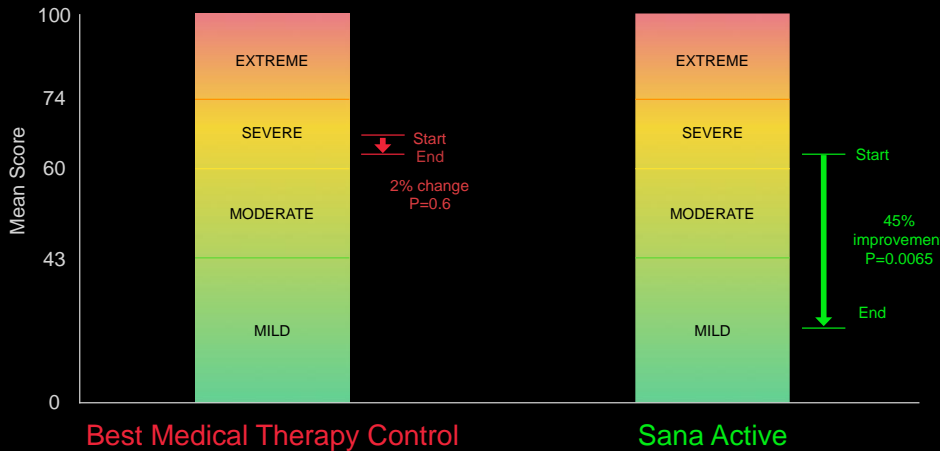 100
74
60
43
0
Mean Score
EXTREME
SEVERE
MODERATE
MILD
Start
End
2% change
P=0.6
Best Medical Therapy Control
EXTREME
SEVERE
MODERATE
MILD
Start
45%
improvemen
P=0.0065
End
Sana Active